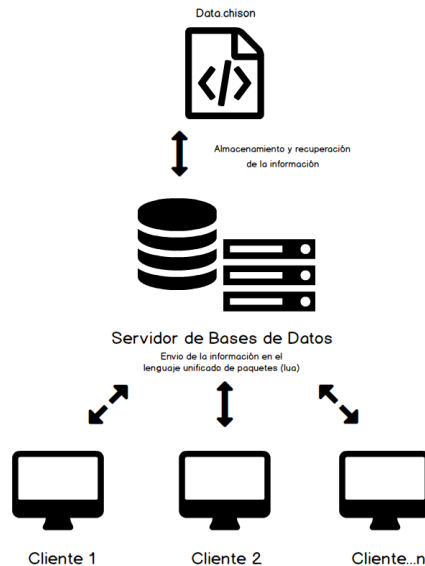 Data.chison
</>
Almacenamiento y recuperación
de la información
Servidor de Bases de Datos
Envio de la información en el
lenguaje unificado de paquetes (lua)
Cliente 1
Cliente 2
Cliente...n